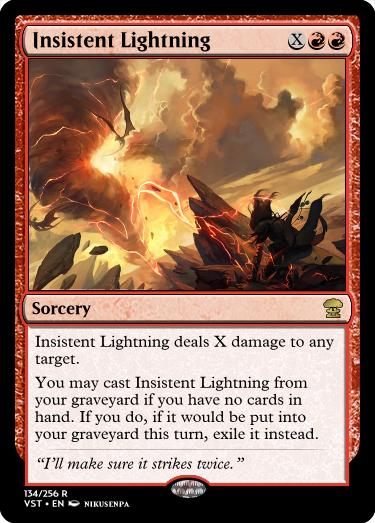 Insistent Lightning X
Sorcery
Insistent Lightning deals X damage to any
target.
You may cast Insistent Lightning from
your graveyard if you have no cards in
hand. If you do, if it would be put into
your graveyard this turn, exile it instead.
“I’ll make sure it strikes twice.”
134/256 R
VST • EN NIKUSENPA